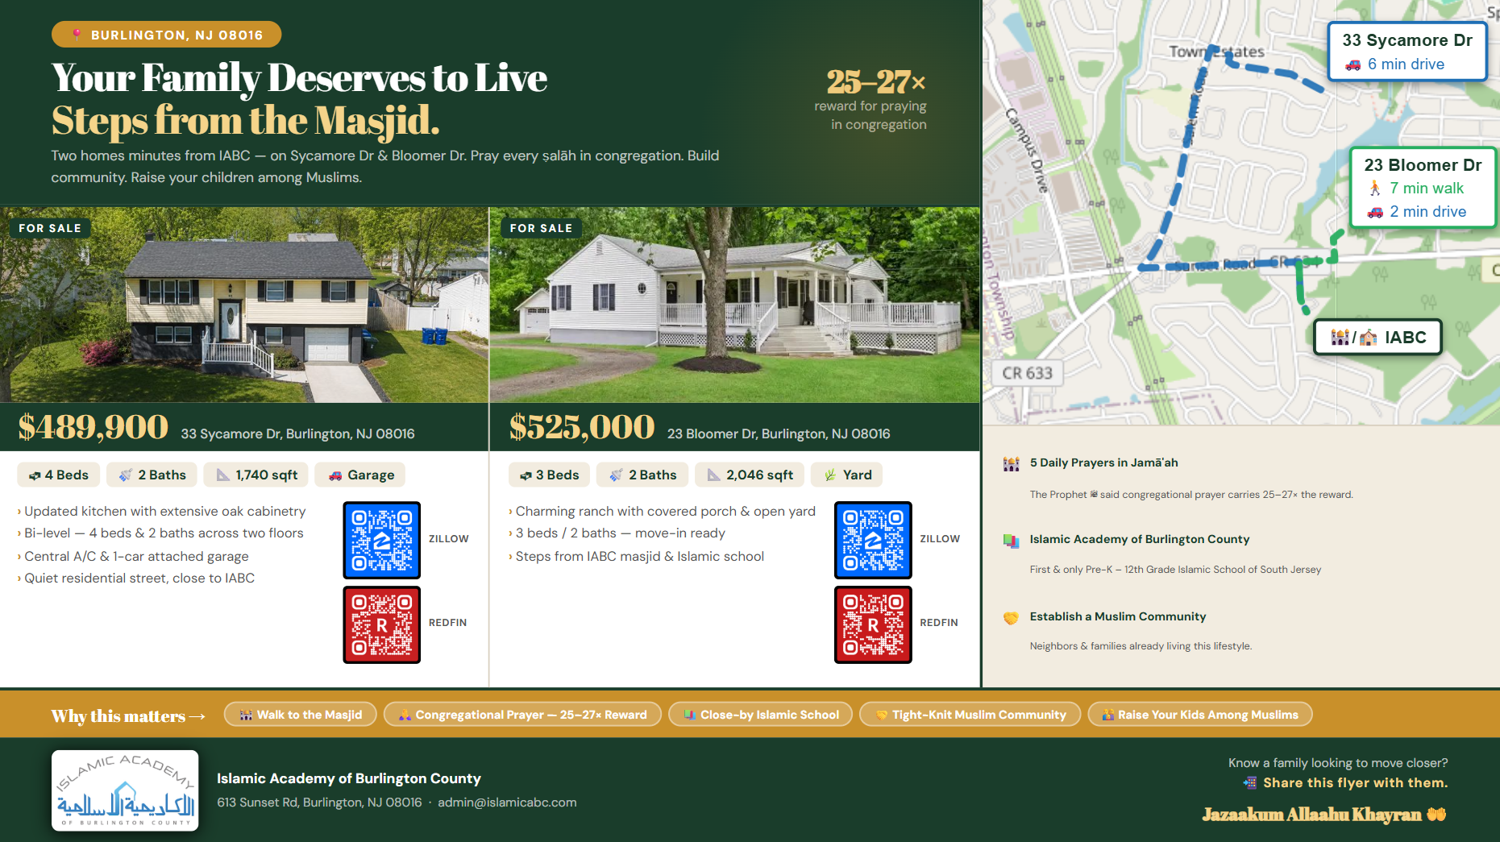 📍 BURLINGTON, NJ 08016
Your Family Deserves to Live
Steps from the Masjid.
Two homes minutes from IABC — on Sycamore Dr & Bloomer Dr. Pray every ṣalāh in congregation. Build
community. Raise your children among Muslims.
25–27×
reward for praying
in congregation
FOR SALE
FOR SALE
$489,900 33 Sycamore Dr, Burlington, NJ 08016
4 Beds
2 Baths
1,740 sqft
Garage
› Updated kitchen with extensive oak cabinetry
› Bi-level — 4 beds & 2 baths across two floors
› Central A/C & 1-car attached garage
› Quiet residential street, close to IABC
ZILLOW
R
REDFIN
$525,000 23 Bloomer Dr, Burlington, NJ 08016
3 Beds
2 Baths
2,046 sqft
Yard
› Charming ranch with covered porch & open yard
› 3 beds / 2 baths — move-in ready
› Steps from IABC masjid & Islamic school
ZILLOW
R
REDFIN
Town Estates
Salem Road
Campus Drive
Sunset Road
CR 634
CR 633
33 Sycamore Dr
6 min drive
23 Bloomer Dr
7 min walk
2 min drive
/ IABC
5 Daily Prayers in Jamā'ah
The Prophet ﷺ said congregational prayer carries 25–27× the reward.
Islamic Academy of Burlington County
First & only Pre-K – 12th Grade Islamic School of South Jersey
Establish a Muslim Community
Neighbors & families already living this lifestyle.
Why this matters →
Walk to the Masjid
Congregational Prayer — 25–27× Reward
Close-by Islamic School
Tight-Knit Muslim Community
Raise Your Kids Among Muslims
ISLAMIC ACADEMY
الأكاديمية الإسلامية
OF BURLINGTON COUNTY
Islamic Academy of Burlington County
613 Sunset Rd, Burlington, NJ 08016 · admin@islamicabc.com
Know a family looking to move closer?
Share this flyer with them.
Jazaakum Allaahu Khayran